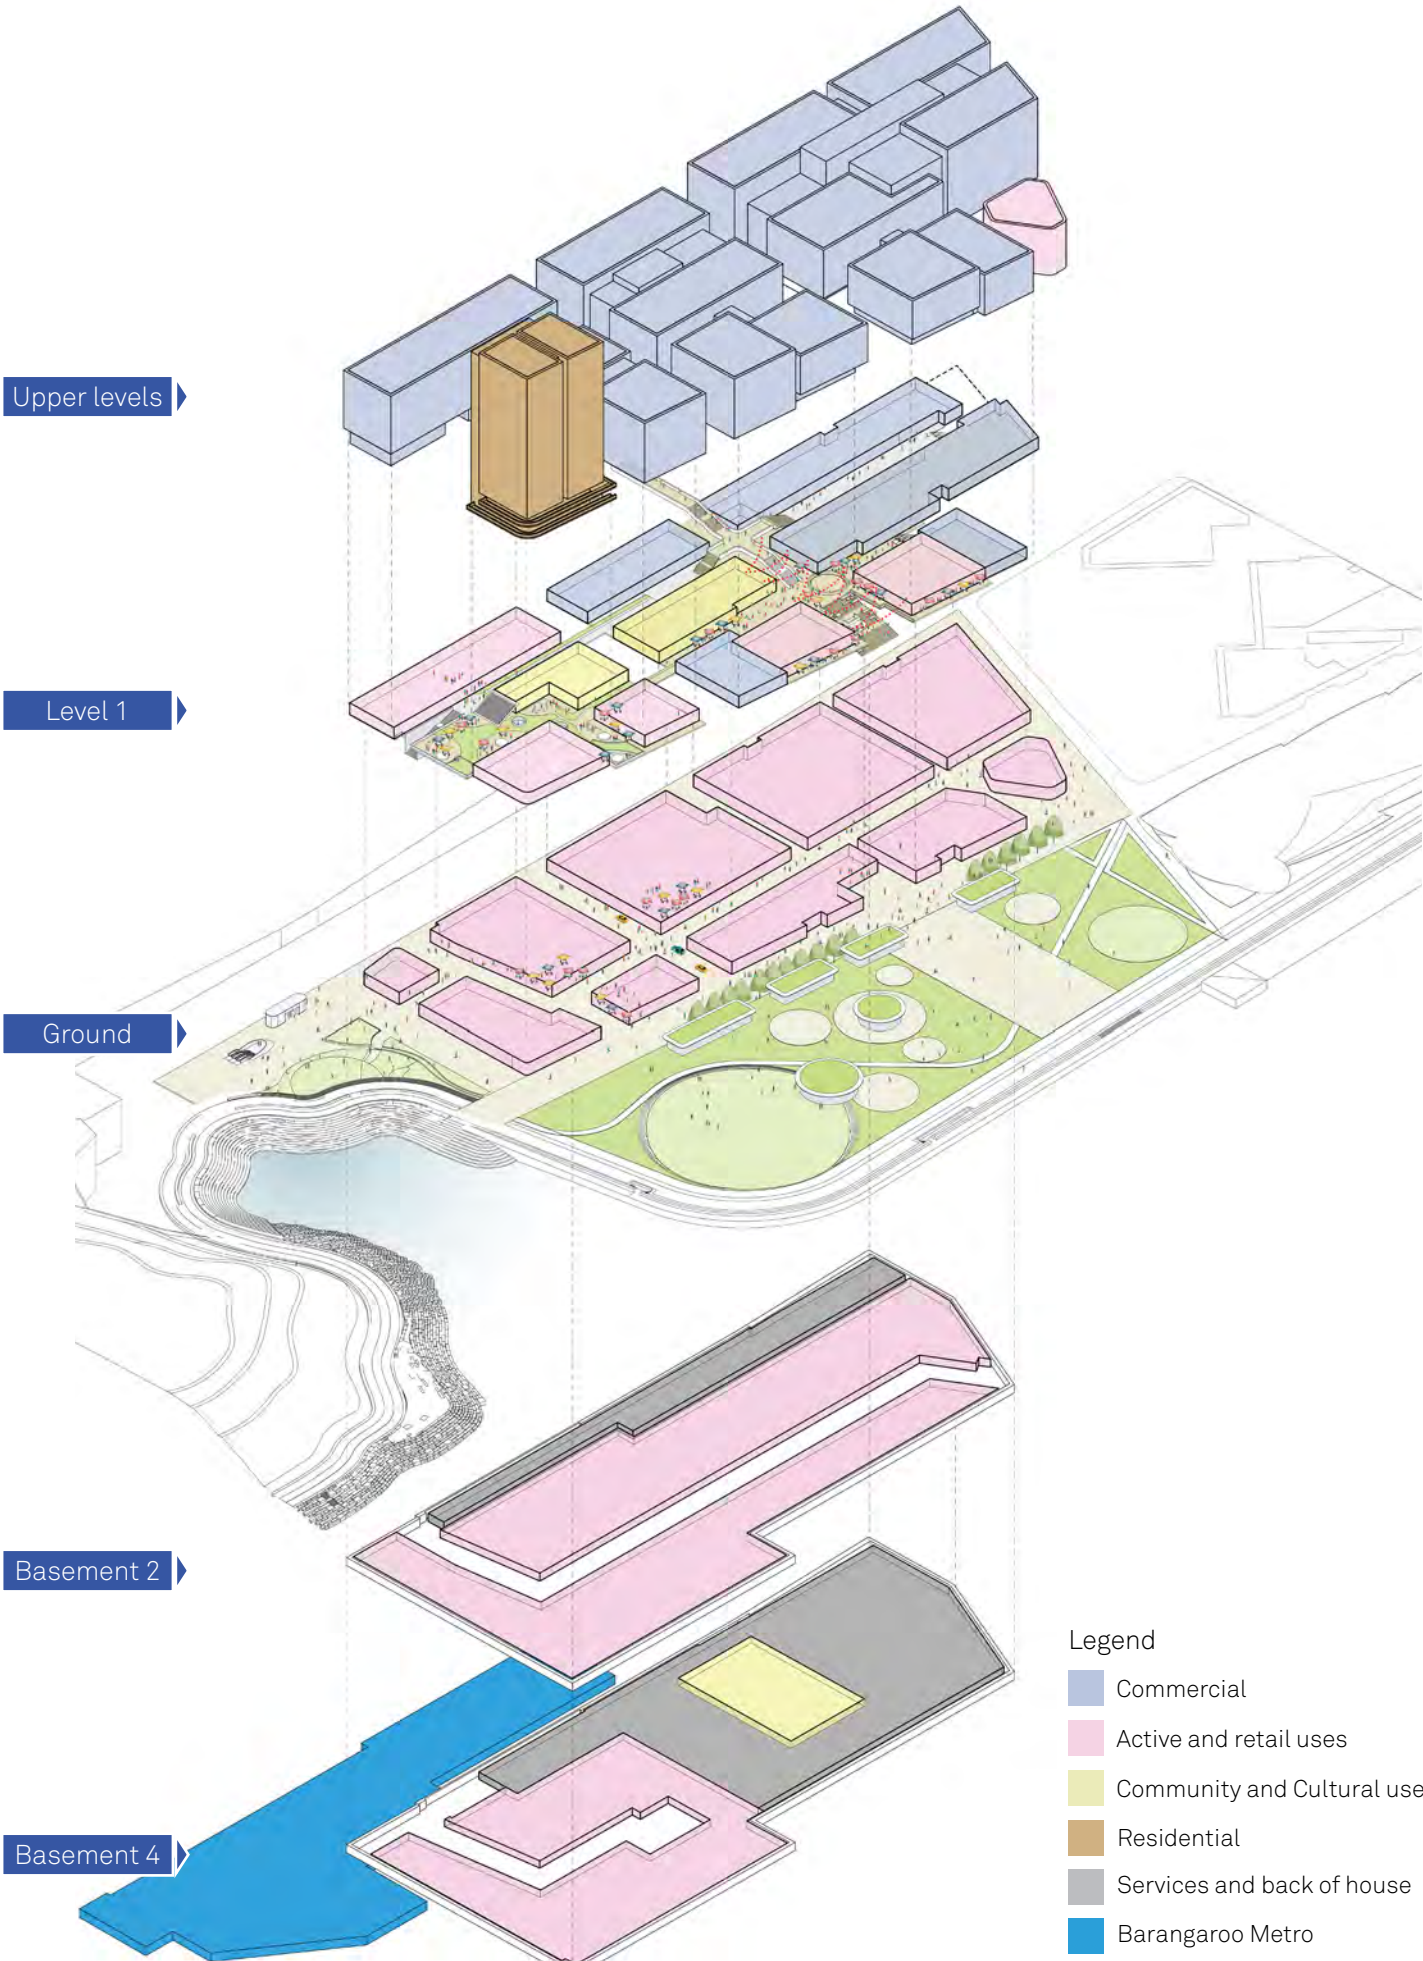 Upper levels
Level 1
Ground
Basement 2
Basement 4
Legend
Commercial
Active and retail uses
Community and Cultural use
Residential
Services and back of house
Barangaroo Metro